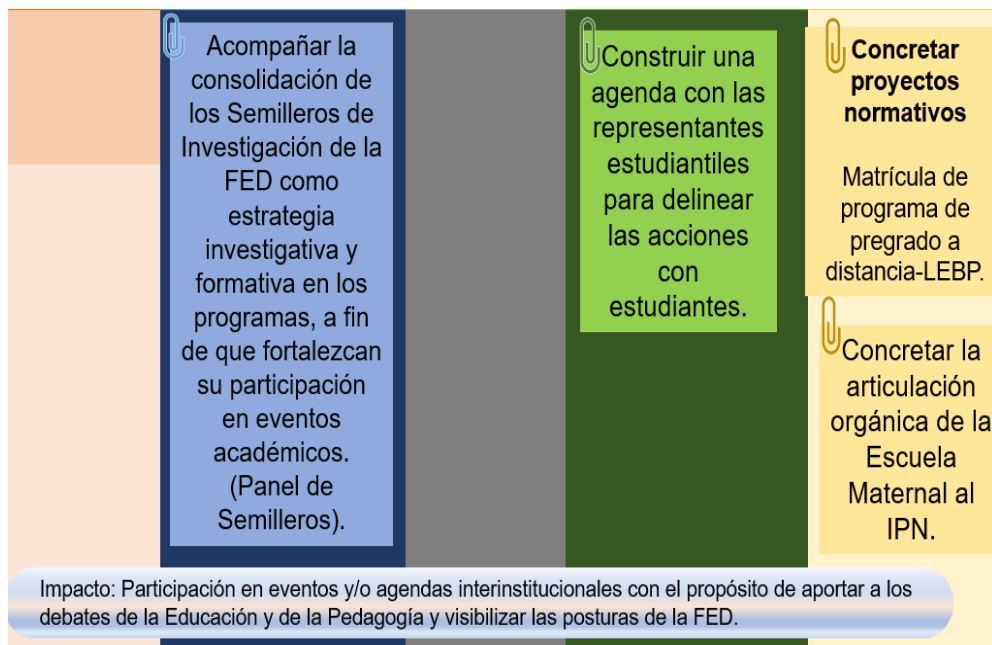 Acompañar la
consolidación de
los Semilleros de
Investigación de la
FED como
estrategia
investigativa y
formativa en los
programas, a fin
de que fortalezcan
su participación
en eventos
académicos.
(Panel de
Semilleros).
Construir una
agenda con las
representantes
estudiantiles
para delinear
las acciones
con
estudiantes.
Concretar
proyectos
normativos
Matrícula de
programa de
pregrado a
distancia-LEBP.
Concretar la
articulación
orgánica de la
Escuela
Maternal al
IPN.
Impacto: Participación en eventos y/o agendas interinstitucionales con el propósito de aportar a los
debates de la Educación y de la Pedagogía y visibilizar las posturas de la FED.